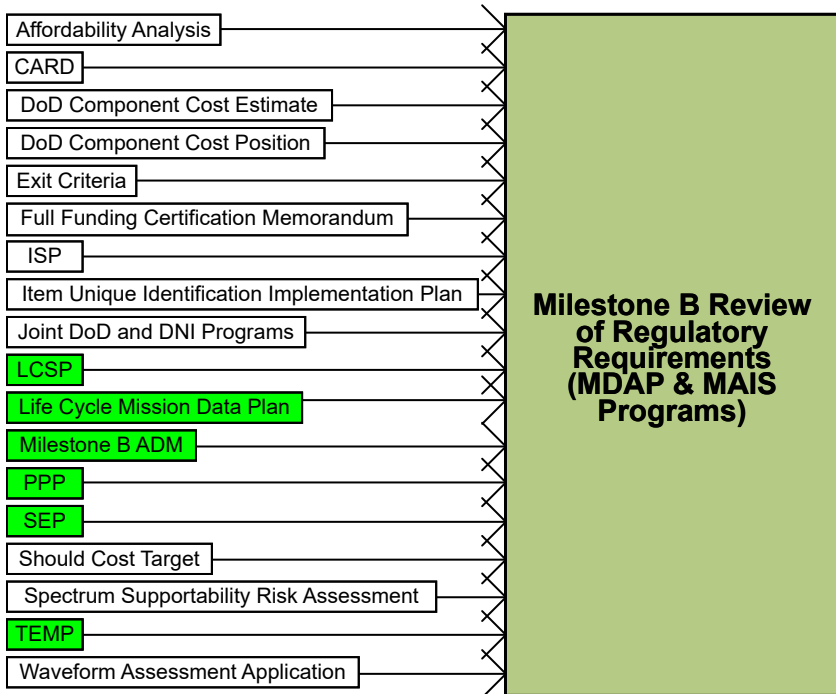 Affordability Analysis
CARD
DoD Component Cost Estimate
DoD Component Cost Position
Exit Criteria
Full Funding Certification Memorandum
ISP
Item Unique Identification Implementation Plan
Joint DoD and DNI Programs
LCSP
Life Cycle Mission Data Plan
Milestone B ADM
PPP
SEP
Should Cost Target
Spectrum Supportability Risk Assessment
TEMP
Waveform Assessment Application
Milestone B Review
of Regulatory
Requirements
(MDAP & MAIS
Programs)